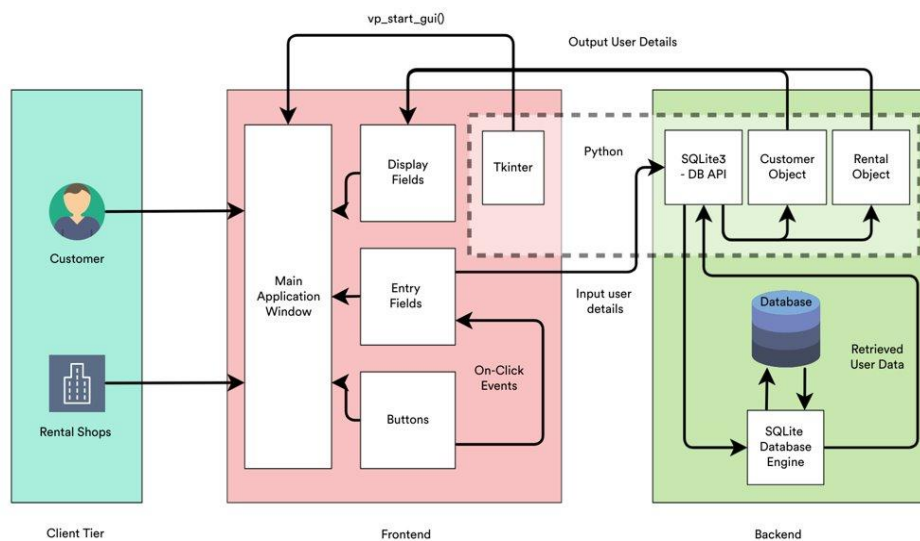 vp_start_gui()
Output User Details
Display
Fields
Tkinter
Python
SQLite3
- DB API
Customer
Object
Rental
Object
Customer
Main
Application
Window
Entry
Fields
Input user
details
Database
On-Click
Events
Retrieved
User Data
Rental Shops
Buttons
SQLite
Database
Engine
Client Tier
Frontend
Backend